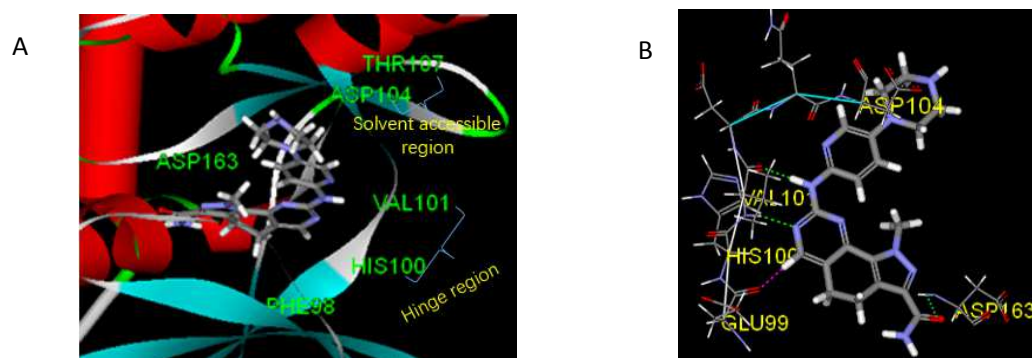 A
THR107
ASP104
Solvent accessible
region
ASP163
VAL101
HIS100
Hinge region
PHE98
B
ASP104
VAL101
HIS100
GLU99
ASP163